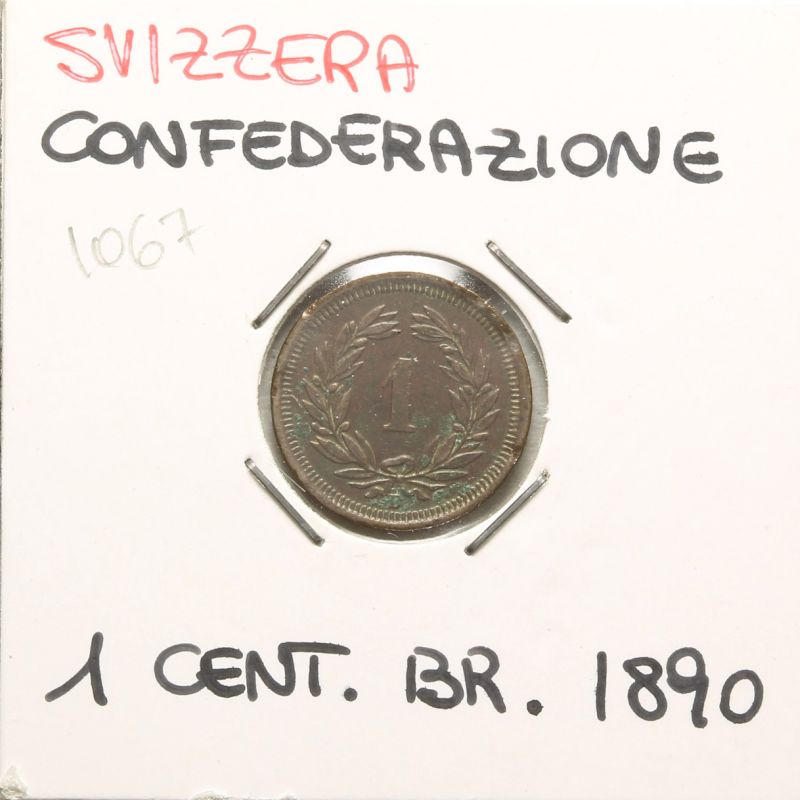 SVIZZERA
CONFEDERAZIONE
1067
1
1 CENT. BR. 1890